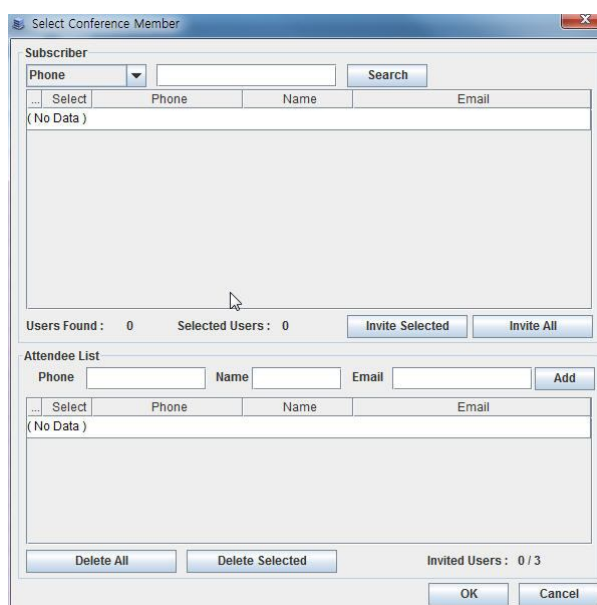 Select Conference Member
Subscriber
Phone Search
... Select Phone Name Email
( No Data )
Users Found : 0 Selected Users : 0 Invite Selected Invite All
Attendee List
Phone Name Email Add
... Select Phone Name Email
( No Data )
Delete All Delete Selected Invited Users : 0 / 3
OK Cancel